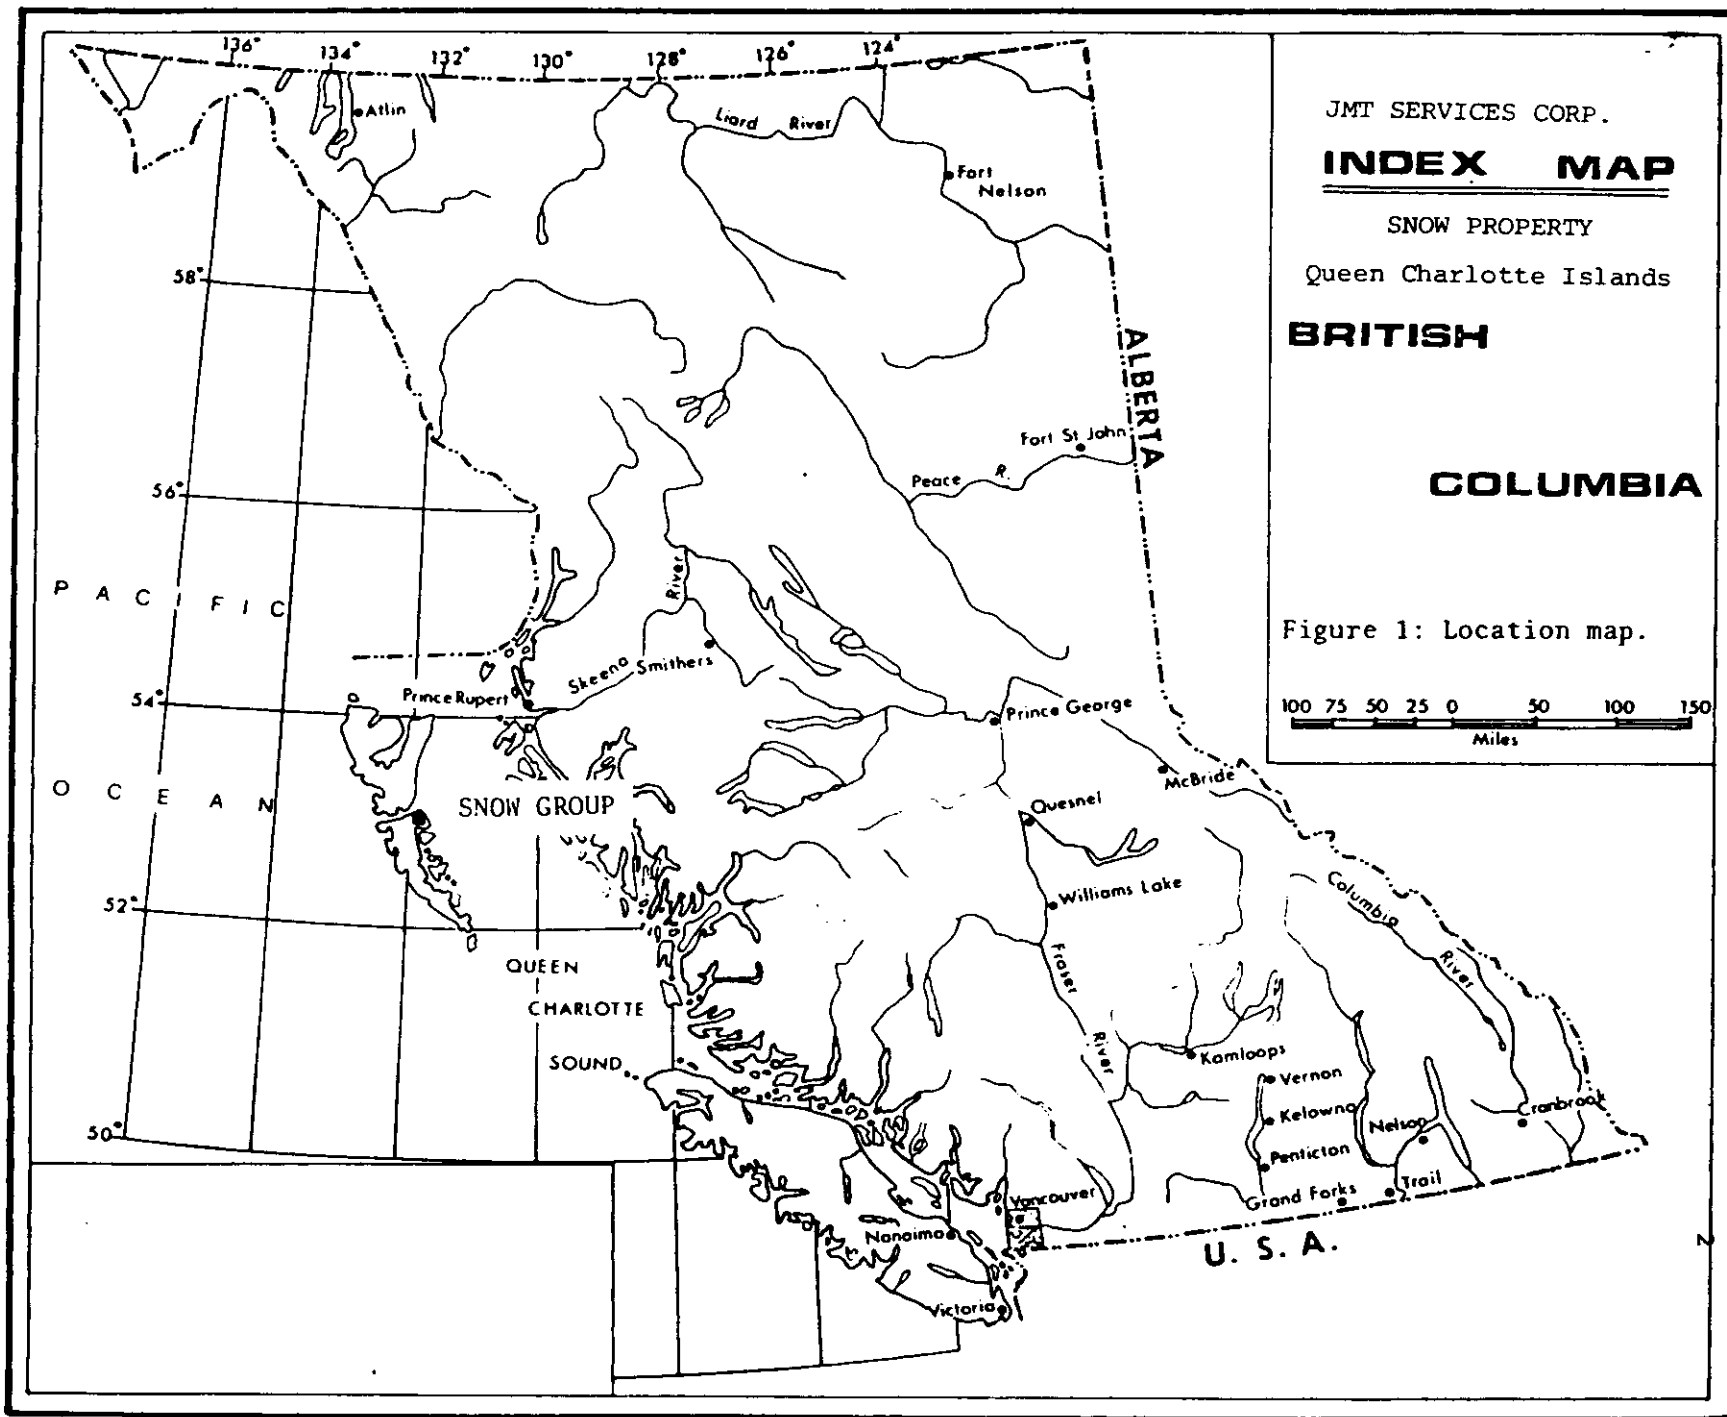 136°
134°
132°
130°
128°
126°
124°
Atlin
Liard River
Fort
Nelson
58°
ALBERTA
Fort St John
Peace R.
56°
PACIFIC
River
Skeena
Smithers
Prince Rupert
54°
Prince George
McBride
OCEAN
SNOW GROUP
Quesnel
Williams Lake
Columbia
River
52°
QUEEN
CHARLOTTE
SOUND
Fraser
River
Kamloops
Vernon
Kelowna
Nelson
Cranbrook
50°
Penticton
Grand Forks
Trail
Vancouver
Nanaimo
Victoria
U. S. A.
JMT SERVICES CORP.
INDEX MAP
SNOW PROPERTY
Queen Charlotte Islands
BRITISH
COLUMBIA
Figure 1: Location map.
100 75 50 25 0 50 100 150
Miles
2